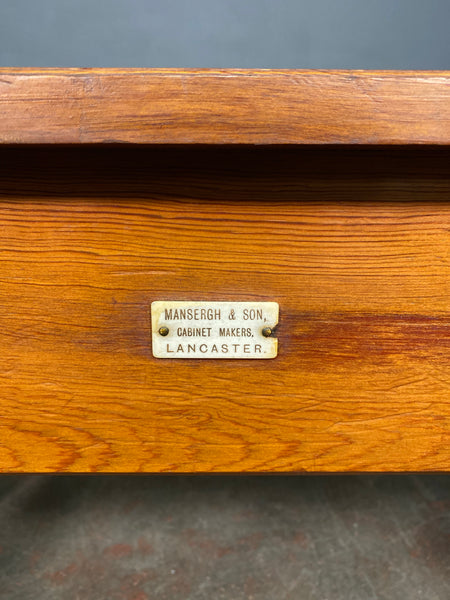 MANSERGH & SON,
CABINET MAKERS,
LANCASTER.